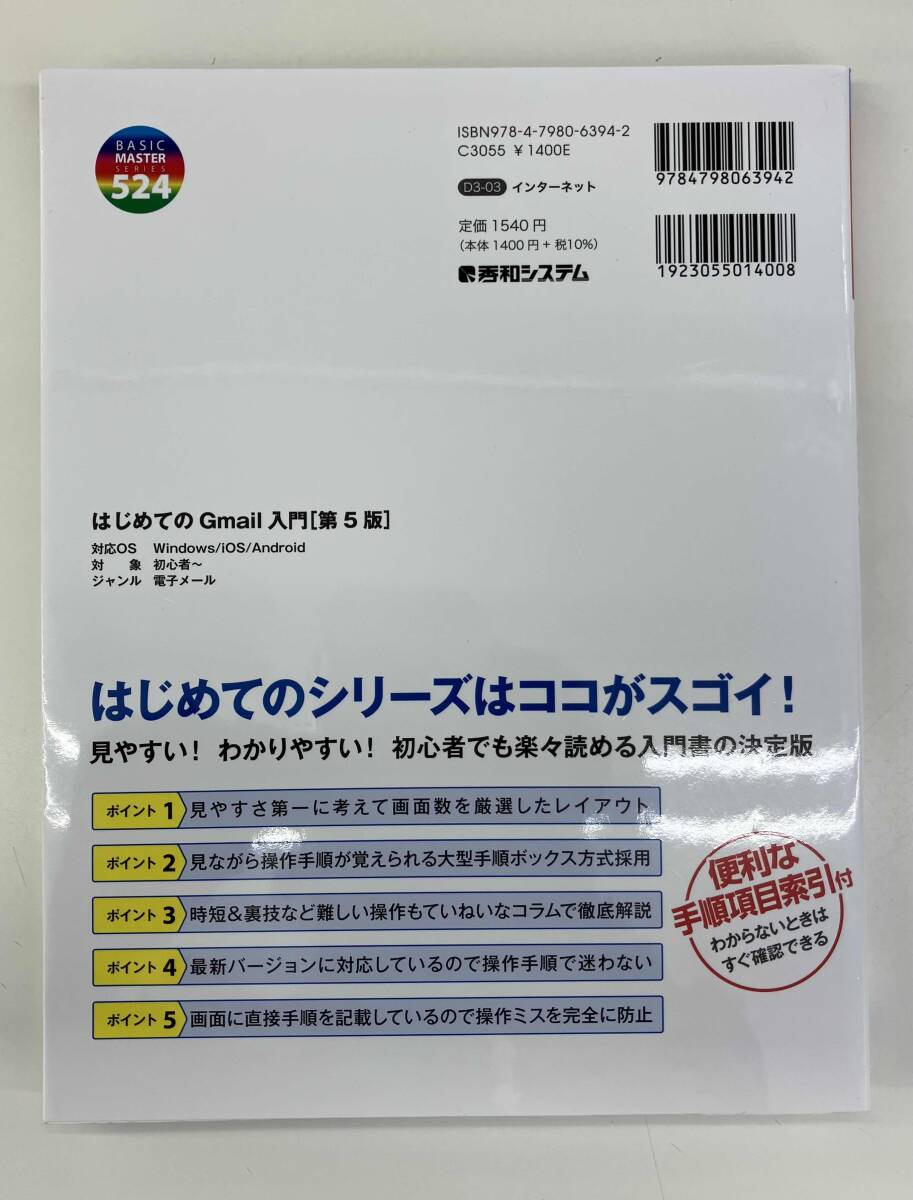 BASIC
MASTER
SERIES
524
ISBN978-4-7980-6394-2
C3055 ¥1400E
9784798063942
D3-03 インターネット
定価 1540 円
（本体 1400 円 + 税10%）
秀和システム
1923055014008
はじめての Gmail 入門［第 5 版］
対応OS Windows/iOS/Android
対 象 初心者～
ジャンル 電子メール
はじめてのシリーズはココがスゴイ！
見やすい！ わかりやすい！ 初心者でも楽々読める入門書の決定版
ポイント 1 見やすさ第一に考えて画面数を厳選したレイアウト
ポイント 2 見ながら操作手順が覚えられる大型手順ボックス方式採用
ポイント 3 時短&裏技など難しい操作もていねいなコラムで徹底解説
ポイント 4 最新バージョンに対応しているので操作手順で迷わない
ポイント 5 画面に直接手順を記載しているので操作ミスを完全に防止
便利な
手順項目索引付
わからないときは
すぐ確認できる